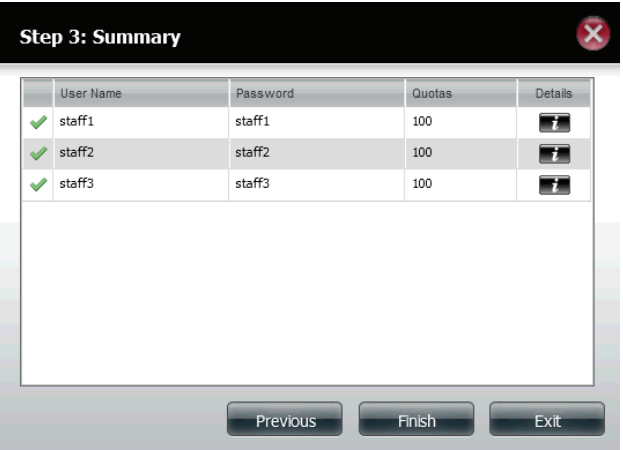 Step 3: Summary
User Name Password Quotas Details
staff1 staff1 100 i
staff2 staff2 100 i
staff3 staff3 100 i
Previous Finish Exit